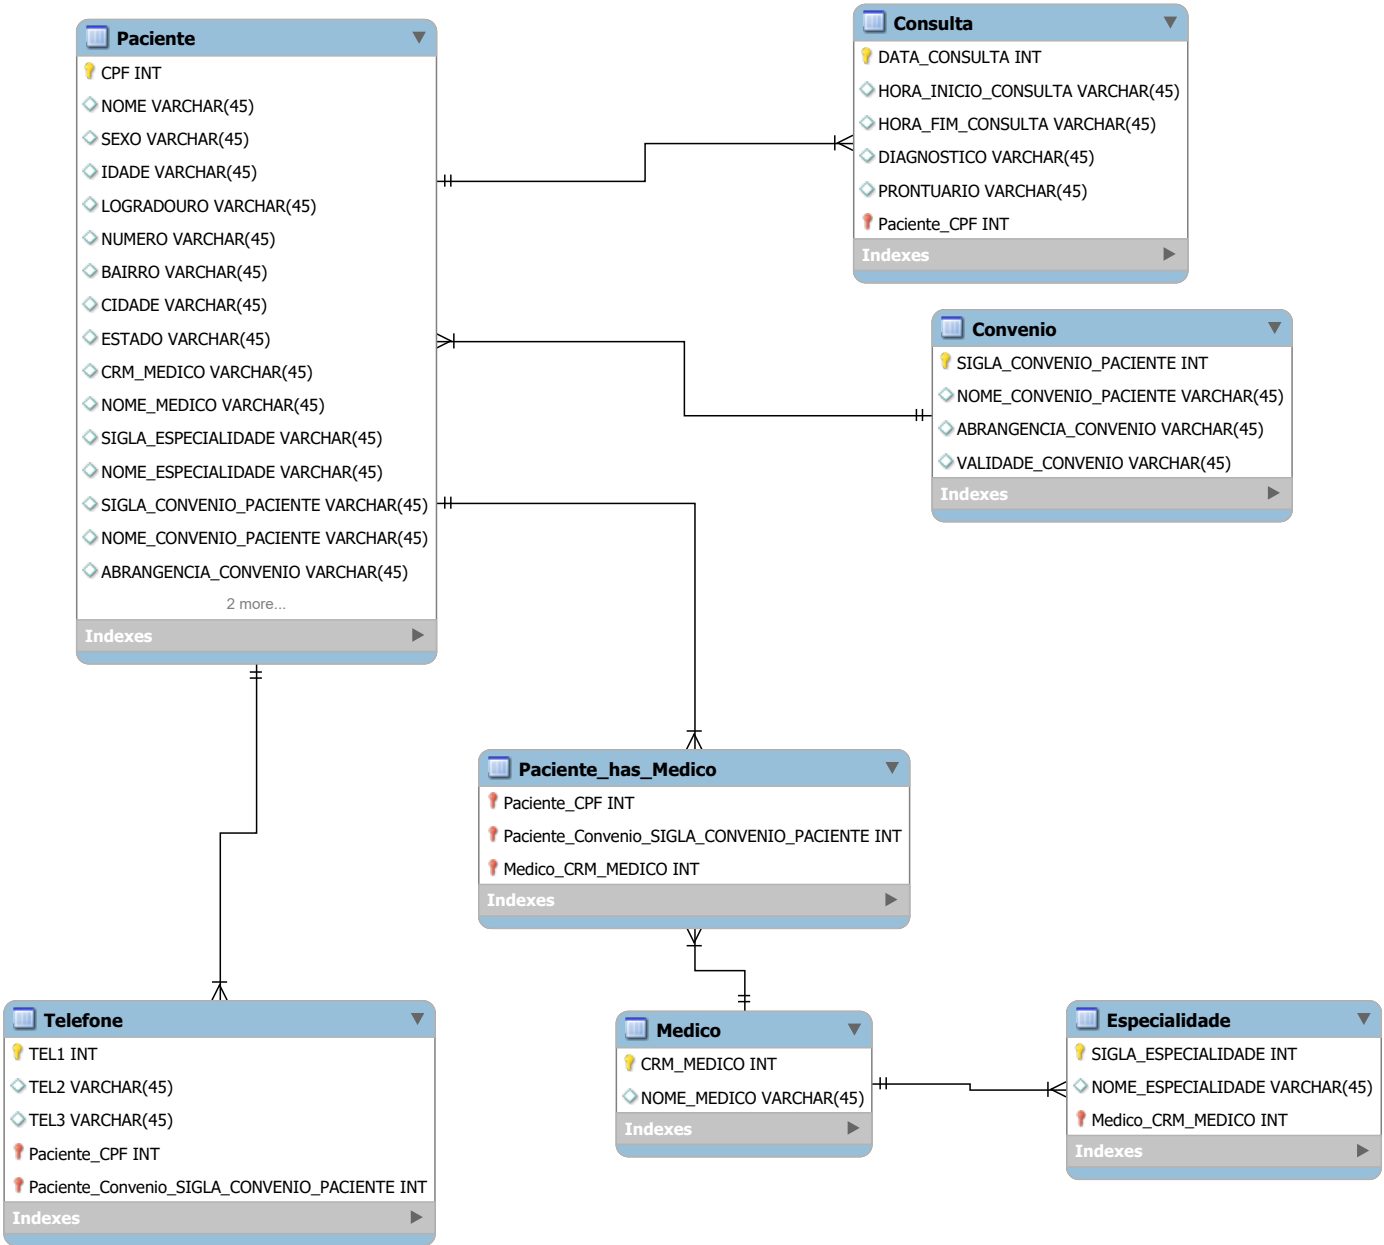 Paciente
CPF INT
NOME VARCHAR(45)
SEXO VARCHAR(45)
IDADE VARCHAR(45)
LOGRADOURO VARCHAR(45)
NUMERO VARCHAR(45)
BAIRRO VARCHAR(45)
CIDADE VARCHAR(45)
ESTADO VARCHAR(45)
CRM_MEDICO VARCHAR(45)
NOME_MEDICO VARCHAR(45)
SIGLA_ESPECIALIDADE VARCHAR(45)
NOME_ESPECIALIDADE VARCHAR(45)
SIGLA_CONVENIO_PACIENTE VARCHAR(45)
NOME_CONVENIO_PACIENTE VARCHAR(45)
ABRANGENCIA_CONVENIO VARCHAR(45)
2 more...
Indexes
Consulta
DATA_CONSULTA INT
HORA_INICIO_CONSULTA VARCHAR(45)
HORA_FIM_CONSULTA VARCHAR(45)
DIAGNOSTICO VARCHAR(45)
PRONTUARIO VARCHAR(45)
Paciente_CPF INT
Indexes
Convenio
SIGLA_CONVENIO_PACIENTE INT
NOME_CONVENIO_PACIENTE VARCHAR(45)
ABRANGENCIA_CONVENIO VARCHAR(45)
VALIDADE_CONVENIO VARCHAR(45)
Indexes
Paciente_has_Medico
Paciente_CPF INT
Paciente_Convenio_SIGLA_CONVENIO_PACIENTE INT
Medico_CRM_MEDICO INT
Indexes
Telefone
TEL1 INT
TEL2 VARCHAR(45)
TEL3 VARCHAR(45)
Paciente_CPF INT
Paciente_Convenio_SIGLA_CONVENIO_PACIENTE INT
Indexes
Medico
CRM_MEDICO INT
NOME_MEDICO VARCHAR(45)
Indexes
Especialidade
SIGLA_ESPECIALIDADE INT
NOME_ESPECIALIDADE VARCHAR(45)
Medico_CRM_MEDICO INT
Indexes